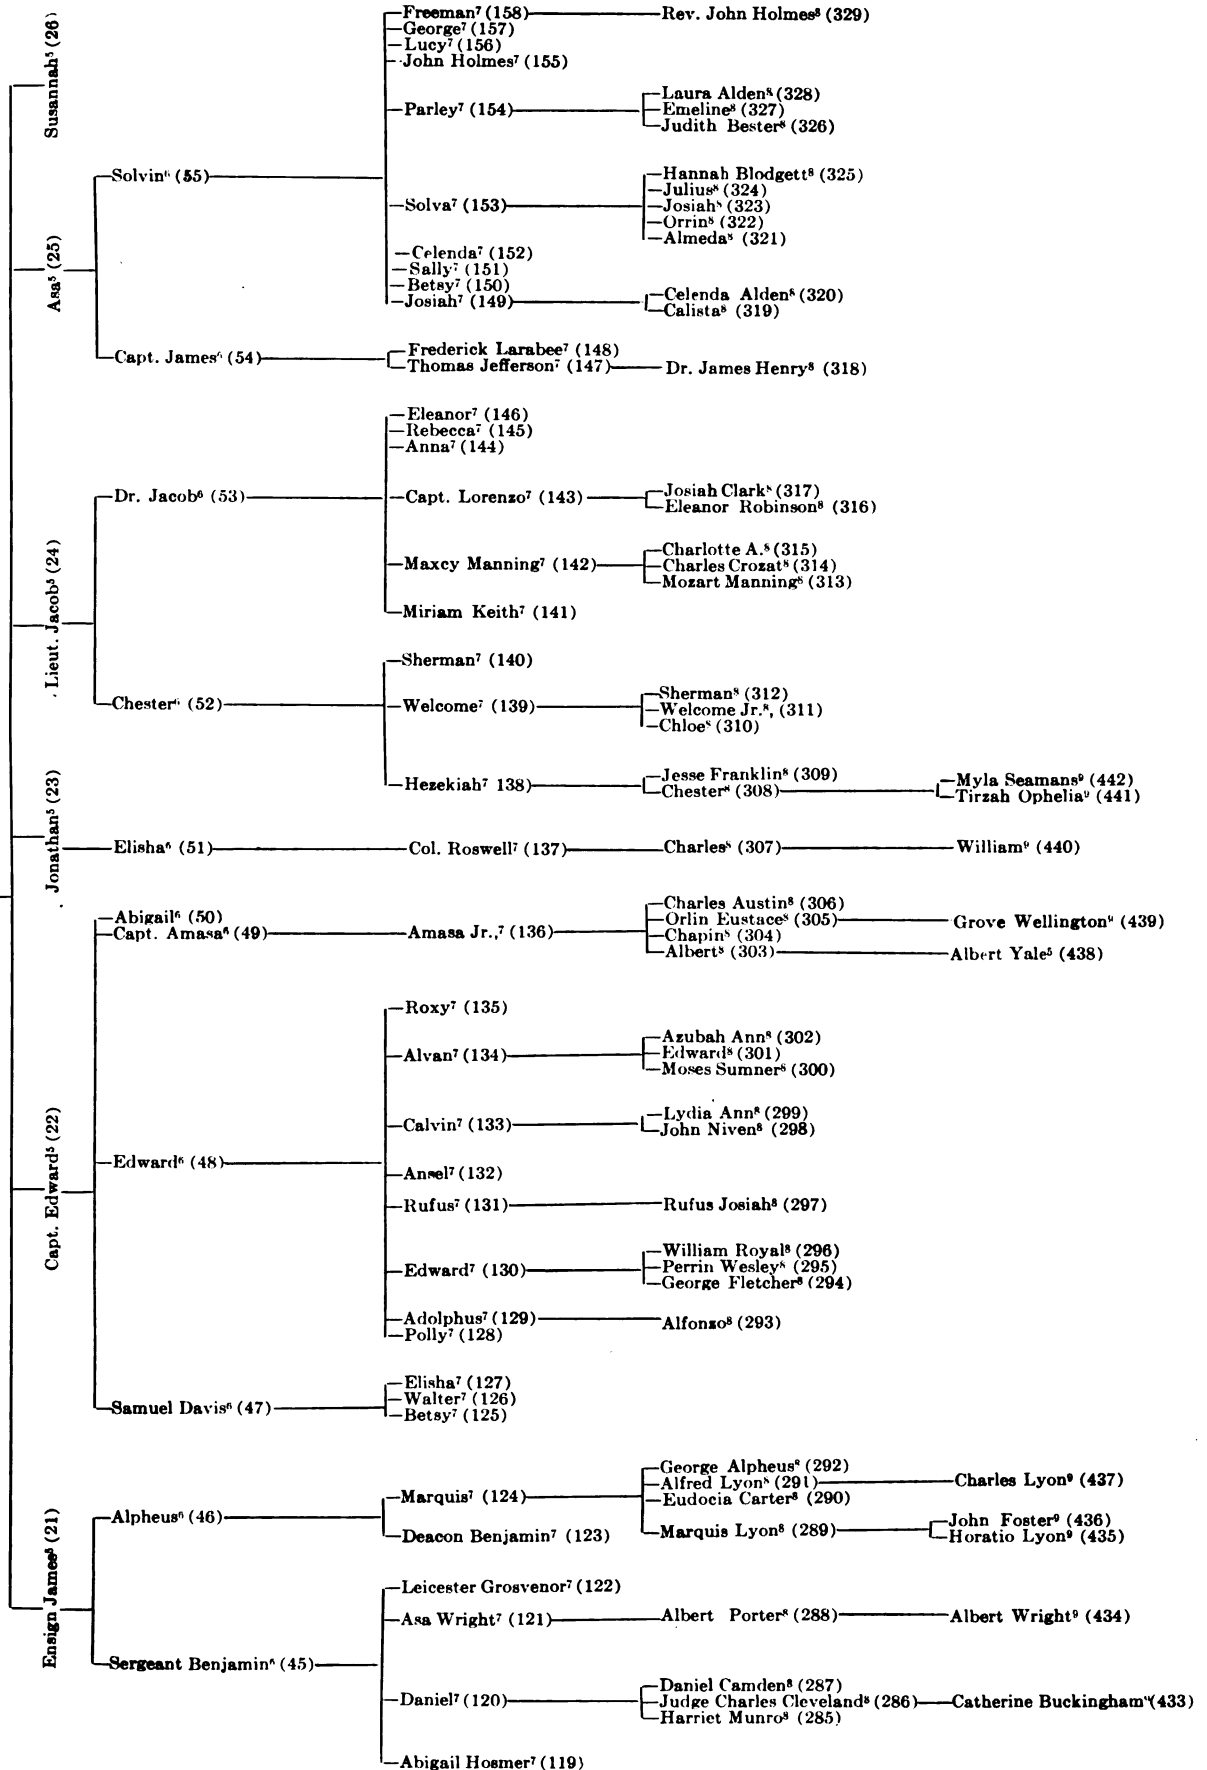 Susannah⁵ (26)
Asa⁵ (25)
Lieut. Jacob⁵ (24)
Jonathan⁵ (23)
Capt. Edward⁵ (22)
Ensign James⁵ (21)
Solvin⁶ (55)
Capt. James⁶ (54)
Dr. Jacob⁶ (53)
Chester⁶ (52)
Elisha⁶ (51)
Abigail⁶ (50)
Capt. Amasa⁶ (49)
Edward⁶ (48)
Samuel Davis⁶ (47)
Alpheus⁶ (46)
Sergeant Benjamin⁶ (45)
Freeman⁷ (158)
George⁷ (157)
Lucy⁷ (156)
John Holmes⁷ (155)
Parley⁷ (154)
Solva⁷ (153)
Celenda⁷ (152)
Sally⁷ (151)
Betsy⁷ (150)
Josiah⁷ (149)
Frederick Larabee⁷ (148)
Thomas Jefferson⁷ (147)
Eleanor⁷ (146)
Rebecca⁷ (145)
Anna⁷ (144)
Capt. Lorenzo⁷ (143)
Maxcy Manning⁷ (142)
Miriam Keith⁷ (141)
Sherman⁷ (140)
Welcome⁷ (139)
Hezekiah⁷ 138)
Col. Roswell⁷ (137)
Amasa Jr.,⁷ (136)
Roxy⁷ (135)
Alvan⁷ (134)
Calvin⁷ (133)
Ansel⁷ (132)
Rufus⁷ (131)
Edward⁷ (130)
Adolphus⁷ (129)
Polly⁷ (128)
Elisha⁷ (127)
Walter⁷ (126)
Betsy⁷ (125)
Marquis⁷ (124)
Deacon Benjamin⁷ (123)
Leicester Grosvenor⁷ (122)
Asa Wright⁷ (121)
Daniel⁷ (120)
Abigail Hosmer⁷ (119)
Rev. John Holmes⁸ (329)
Laura Alden⁸ (328)
Emeline⁸ (327)
Judith Bester⁸ (326)
Hannah Blodgett⁸ (325)
Julius⁸ (324)
Josiah⁸ (323)
Orrin⁸ (322)
Almeda⁸ (321)
Celenda Alden⁸ (320)
Calista⁸ (319)
Dr. James Henry⁸ (318)
Josiah Clark⁸ (317)
Eleanor Robinson⁸ (316)
Charlotte A.⁸ (315)
Charles Crozat⁸ (314)
Mozart Manning⁸ (313)
Sherman⁸ (312)
Welcome Jr.⁸, (311)
Chloe⁸ (310)
Jesse Franklin⁸ (309)
Chester⁸ (308)
Charles⁸ (307)
Charles Austin⁸ (306)
Orlin Eustace⁸ (305)
Chapin⁸ (304)
Albert⁸ (303)
Azubah Ann⁸ (302)
Edward⁸ (301)
Moses Sumner⁸ (300)
Lydia Ann⁸ (299)
John Niven⁸ (298)
Rufus Josiah⁸ (297)
William Royal⁸ (296)
Perrin Wesley⁸ (295)
George Fletcher⁸ (294)
Alfonzo⁸ (293)
George Alpheus⁸ (292)
Alfred Lyon⁸ (291)
Eudocia Carter⁸ (290)
Marquis Lyon⁸ (289)
Albert Porter⁸ (288)
Daniel Camden⁸ (287)
Judge Charles Cleveland⁸ (286)
Harriet Munro⁸ (285)
Myla Seamans⁹ (442)
Tirzah Ophelia⁹ (441)
William⁹ (440)
Grove Wellington⁹ (439)
Albert Yale⁵ (438)
Charles Lyon⁹ (437)
John Foster⁹ (436)
Horatio Lyon⁹ (435)
Albert Wright⁹ (434)
Catherine Buckingham⁹(433)